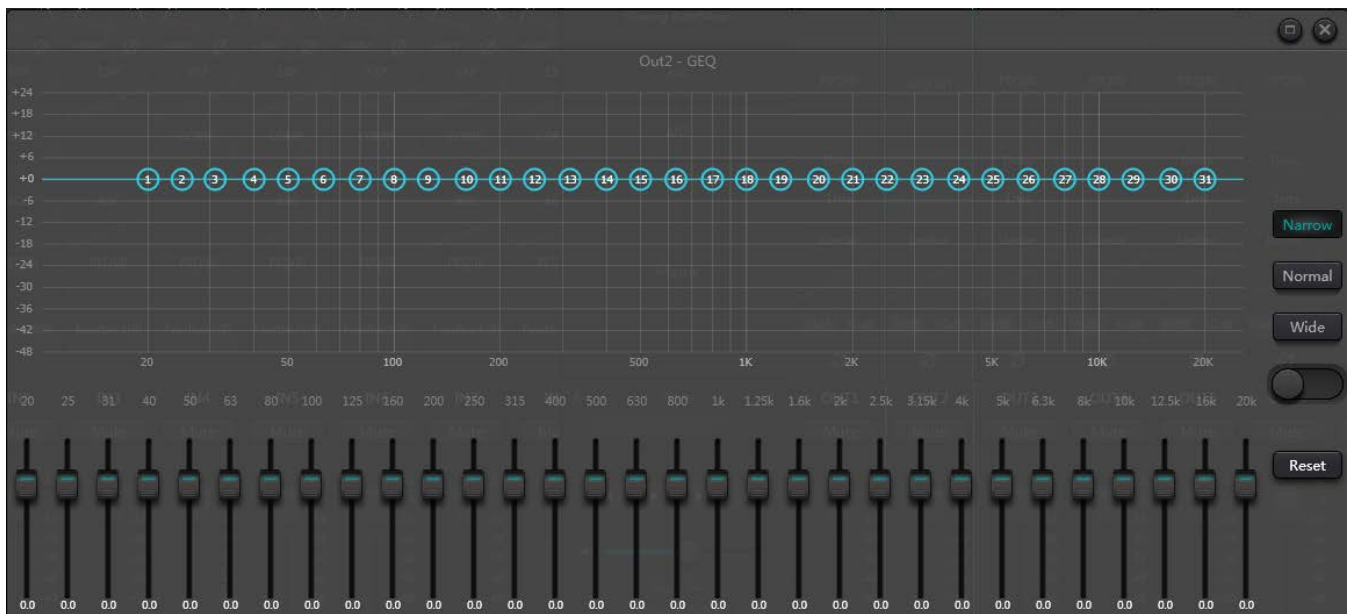 Out2 - GEQ
+24
+18
+12
+6
+0
1 2 3 4 5 6 7 8 9 10 11 12 13 14 15 16 17 18 19 20 21 22 23 24 25 26 27 28 29 30 31
-6
-12
-18
Narrow
-24
Normal
-30
-36
-42
Wide
-48
20 50 100 200 500 1K 2K 5K 10K 20K
20 25 31 40 50 63 80 100 125 160 200 250 315 400 500 630 800 1k 1.25k 1.6k 2k 2.5k 3.15k 4k 5k 6.3k 8k 10k 12.5k 16k 20k
Reset
0.0 0.0 0.0 0.0 0.0 0.0 0.0 0.0 0.0 0.0 0.0 0.0 0.0 0.0 0.0 0.0 0.0 0.0 0.0 0.0 0.0 0.0 0.0 0.0 0.0 0.0 0.0 0.0 0.0 0.0 0.0